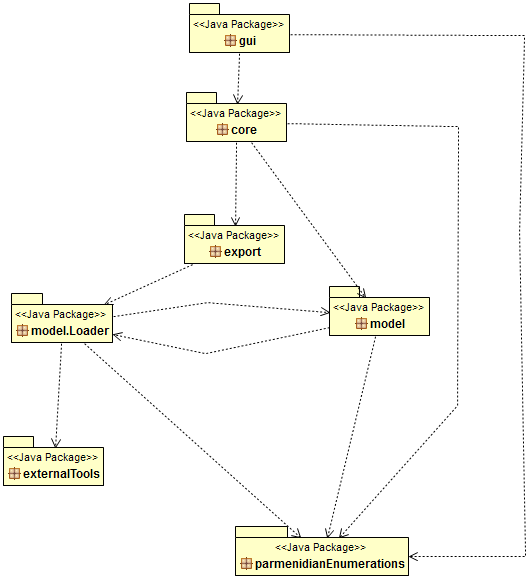 <<Java Package>>
gui
<<Java Package>>
core
<<Java Package>>
export
<<Java Package>>
model.Loader
<<Java Package>>
model
<<Java Package>>
externalTools
<<Java Package>>
parmenidianEnumerations